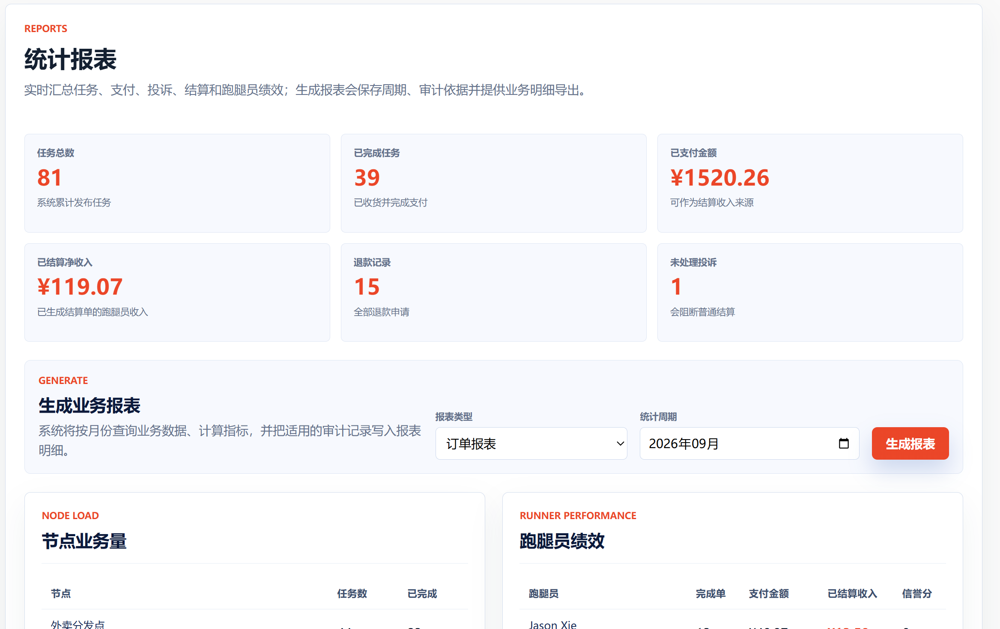 REPORTS
统计报表
实时汇总任务、支付、投诉、结算和跑腿员绩效；生成报表会保存周期、审计依据并提供业务明细导出。
任务总数
81
系统累计发布任务
已完成任务
39
已收货并完成支付
已支付金额
¥1520.26
可作为结算收入来源
已结算净收入
¥119.07
已生成结算单的跑腿员收入
退款记录
15
全部退款申请
未处理投诉
1
会阻断普通结算
GENERATE
生成业务报表
系统将按月份查询业务数据、计算指标，并把适用的审计记录写入报表
明细。
报表类型
订单报表
统计周期
2026年09月
生成报表
NODE LOAD
节点业务量
节点 任务数 已完成
外卖分发点
RUNNER PERFORMANCE
跑腿员绩效
跑腿员 完成单 支付金额 已结算收入 信誉分
Jason Xie